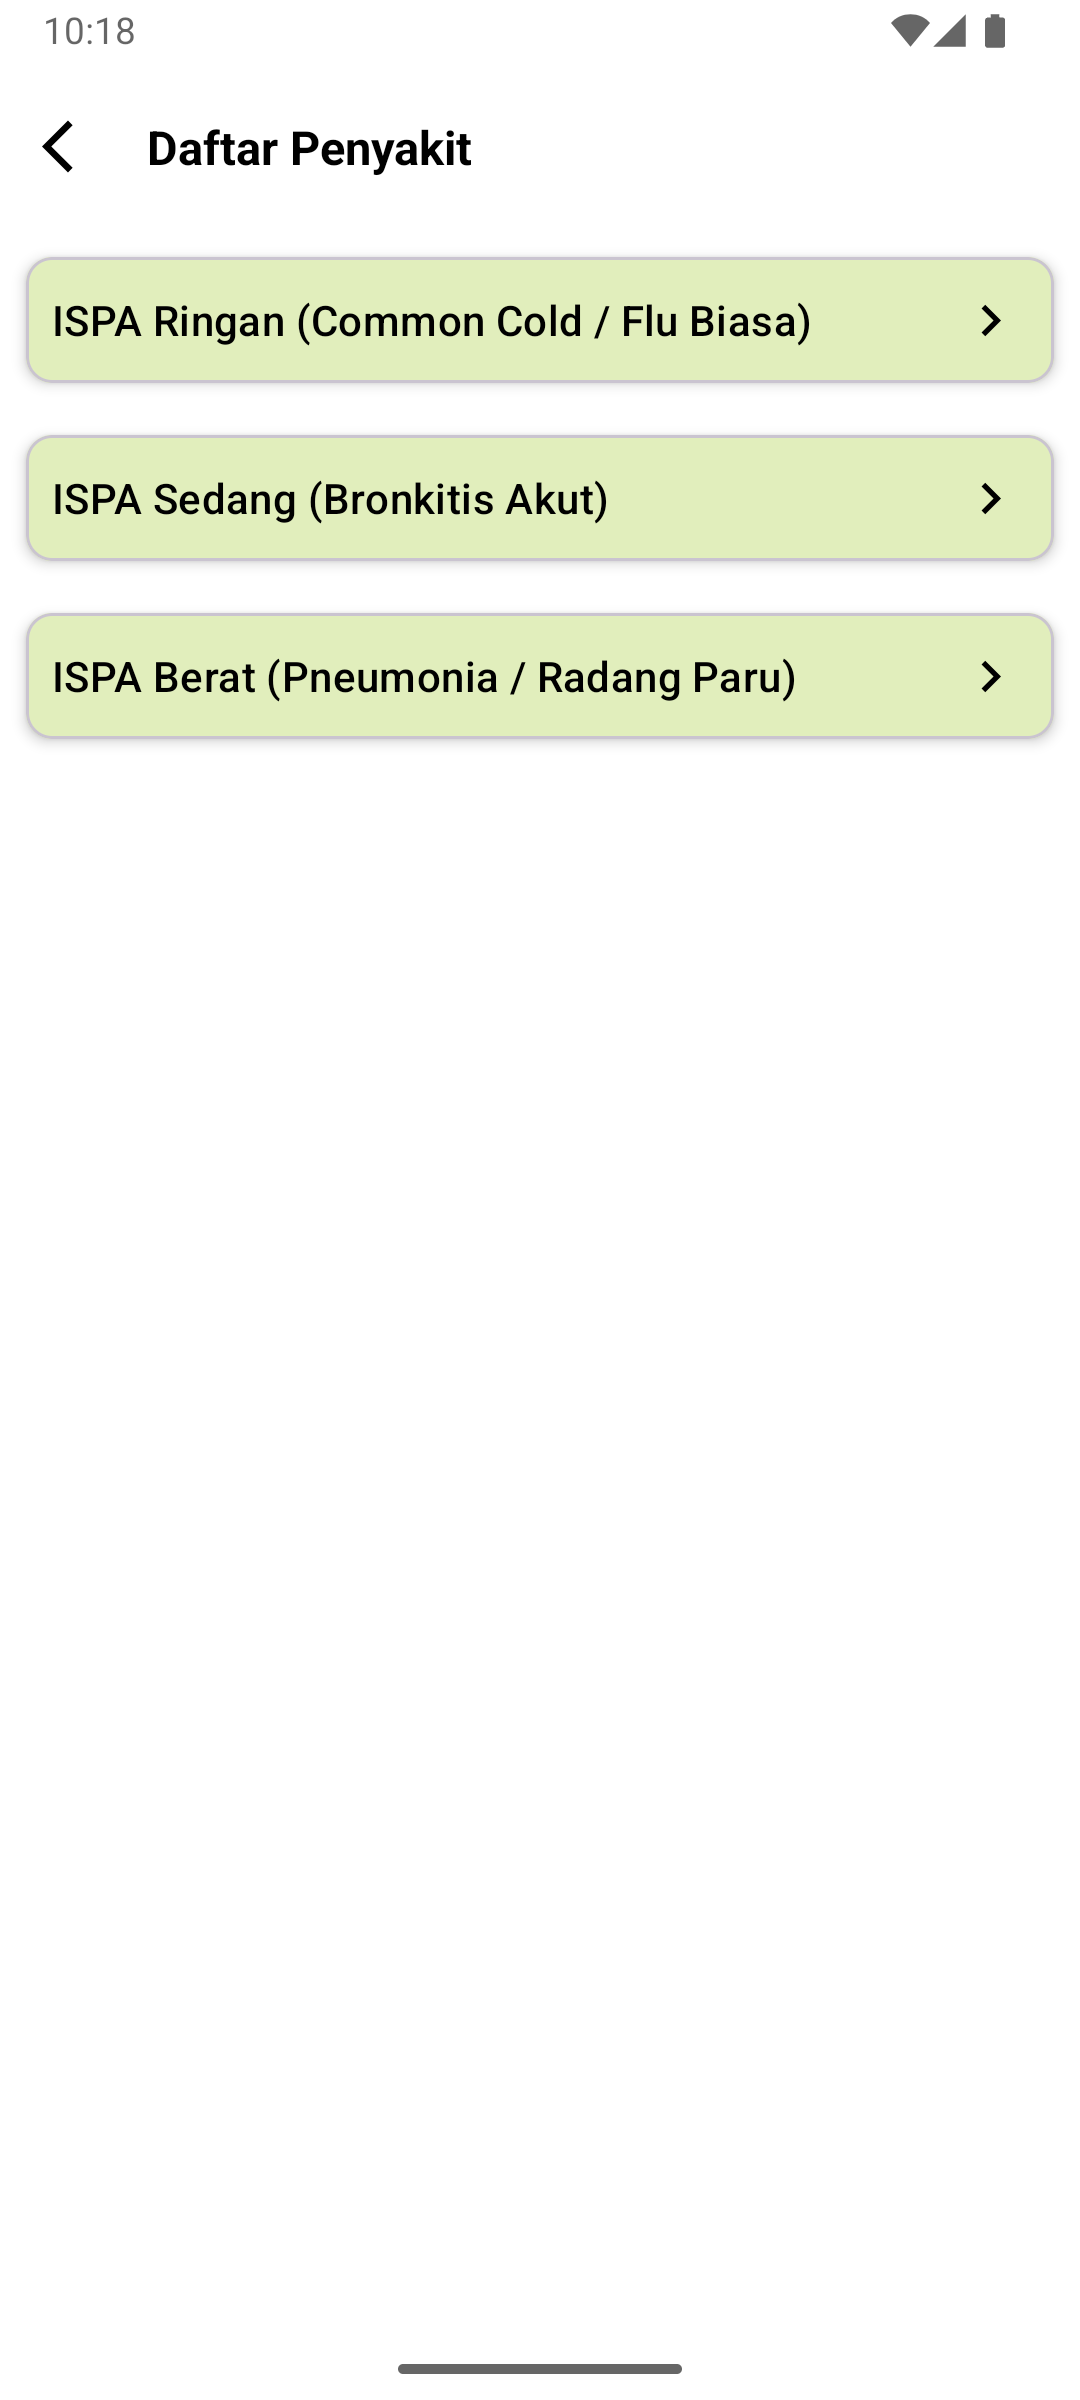 10:18
Daftar Penyakit
ISPA Ringan (Common Cold / Flu Biasa)
ISPA Sedang (Bronkitis Akut)
ISPA Berat (Pneumonia / Radang Paru)